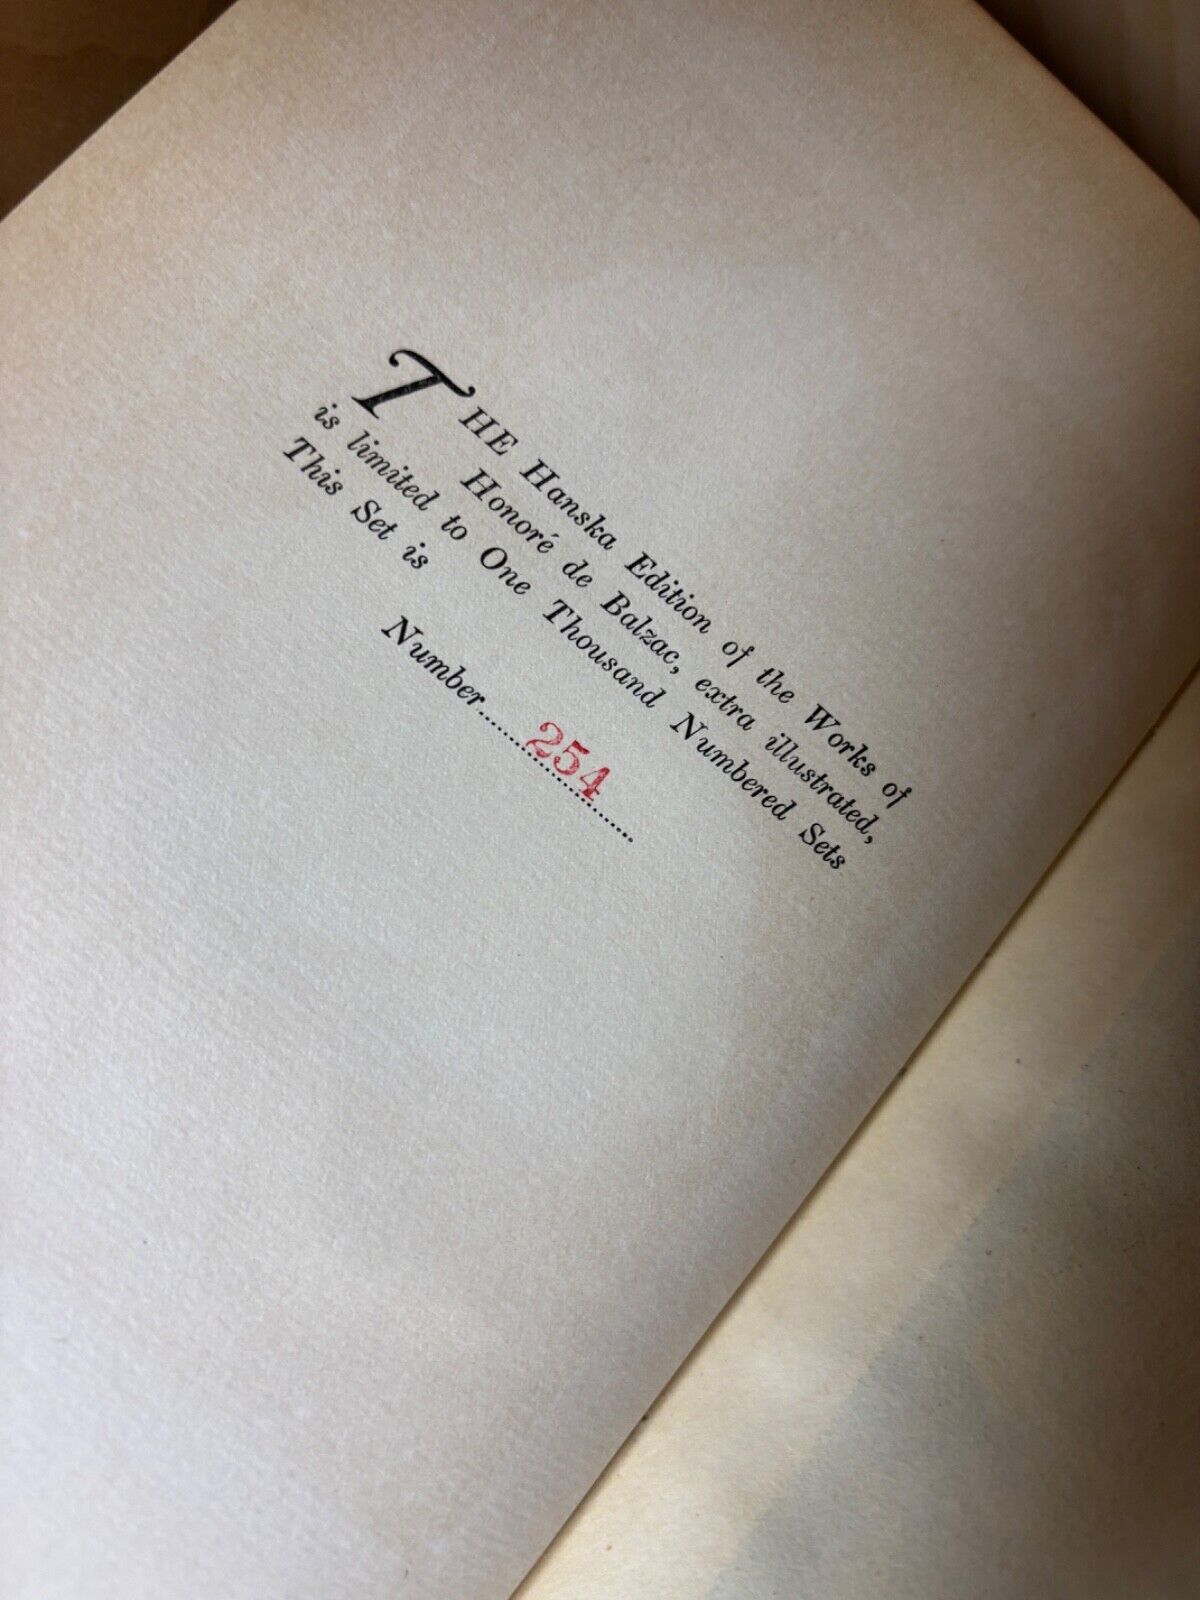 THE Hanska Edition of the Works of
Honoré de Balzac, extra illustrated,
is limited to One Thousand Numbered Sets
This Set is
Number..........254..........